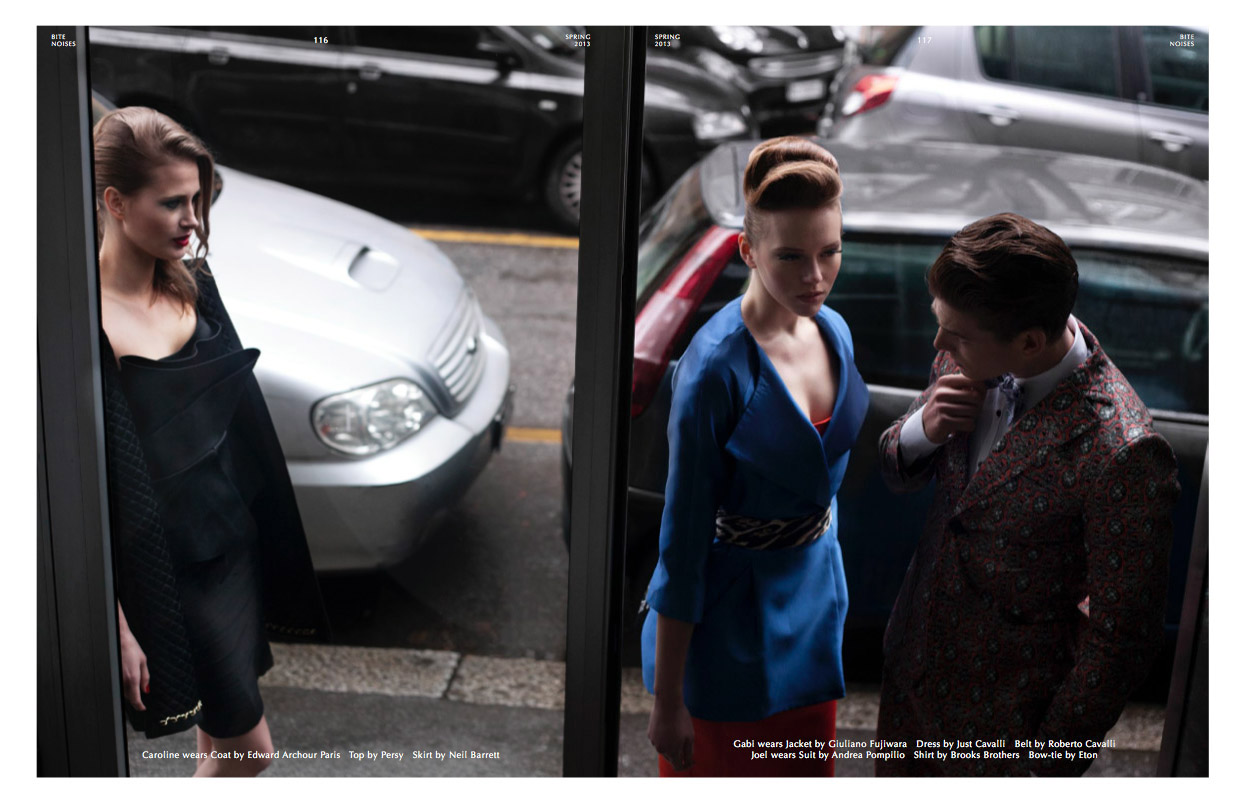 BITE
NOISES
116
SPRING
2013
Caroline wears Coat by Edward Archour Paris   Top by Persy   Skirt by Neil Barrett
SPRING
2013
117
BITE
NOISES
Gabi wears Jacket by Giuliano Fujiwara   Dress by Just Cavalli   Belt by Roberto Cavalli
Joel wears Suit by Andrea Pompilio   Shirt by Brooks Brothers   Bow-tie by Eton